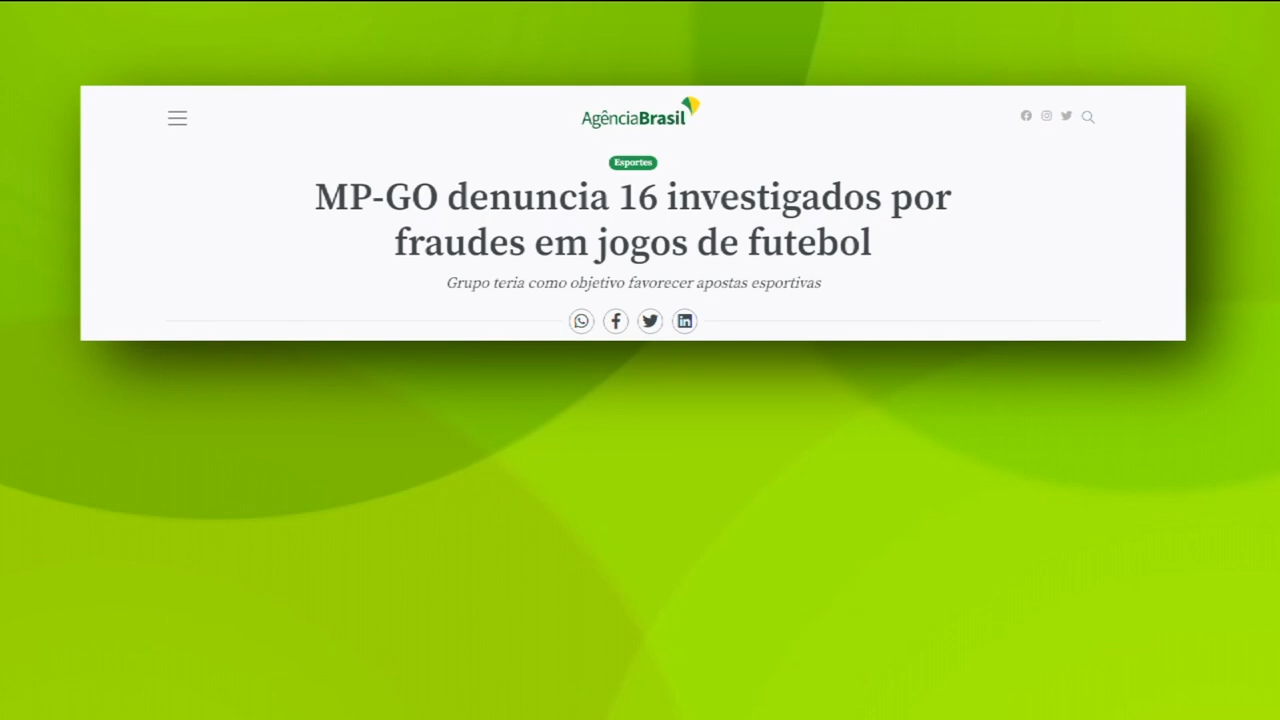 AgênciaBrasil
Esportes
MP-GO denuncia 16 investigados por
fraudes em jogos de futebol
Grupo teria como objetivo favorecer apostas esportivas